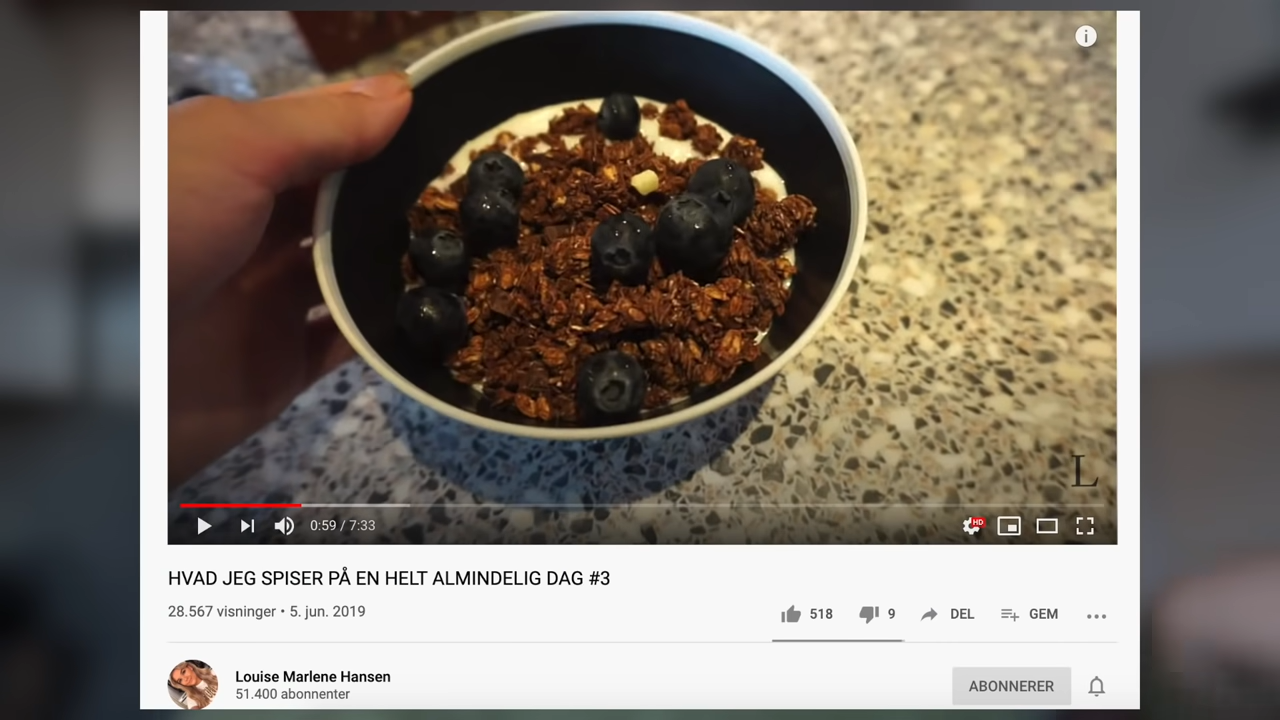 i
L
HD
0:59 / 7:33
HVAD JEG SPISER PÅ EN HELT ALMINDELIG DAG #3
28.567 visninger • 5. jun. 2019
518 9 DEL GEM
Louise Marlene Hansen
51.400 abonnenter
ABONNERER